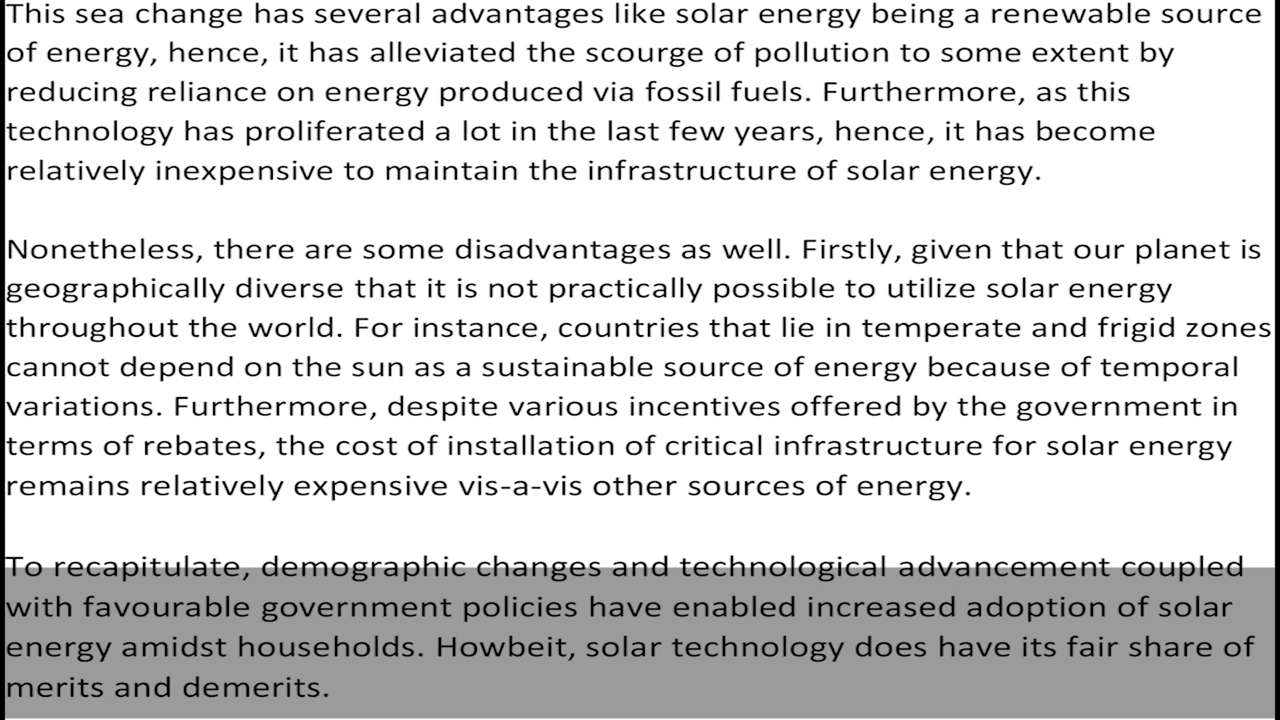 This sea change has several advantages like solar energy being a renewable source
of energy, hence, it has alleviated the scourge of pollution to some extent by
reducing reliance on energy produced via fossil fuels. Furthermore, as this
technology has proliferated a lot in the last few years, hence, it has become
relatively inexpensive to maintain the infrastructure of solar energy.
Nonetheless, there are some disadvantages as well. Firstly, given that our planet is
geographically diverse that it is not practically possible to utilize solar energy
throughout the world. For instance, countries that lie in temperate and frigid zones
cannot depend on the sun as a sustainable source of energy because of temporal
variations. Furthermore, despite various incentives offered by the government in
terms of rebates, the cost of installation of critical infrastructure for solar energy
remains relatively expensive vis-a-vis other sources of energy.
To recapitulate, demographic changes and technological advancement coupled
with favourable government policies have enabled increased adoption of solar
energy amidst households. Howbeit, solar technology does have its fair share of
merits and demerits.